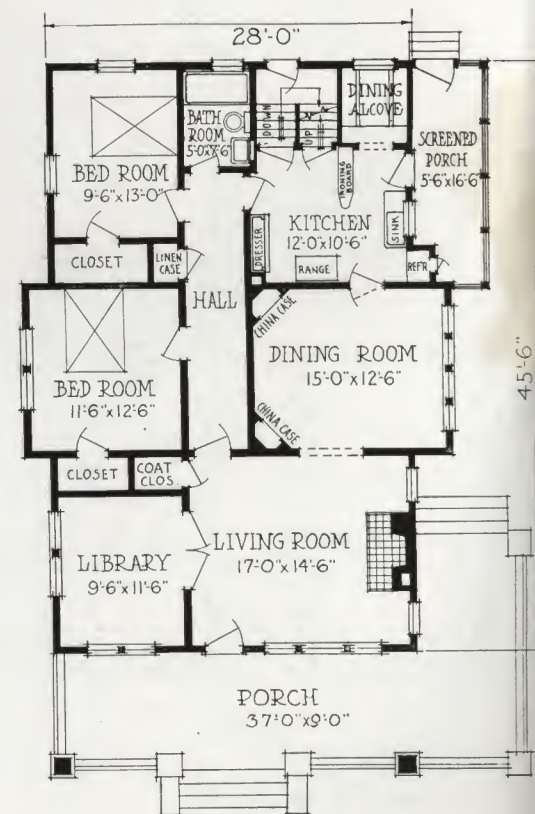 28'-0"
BATH
ROOM
5'-0x7'-6"
DOWN
UP
DINING
ALCOVE
SCREENED
PORCH
5'-6"x16'-6"
BED ROOM
9'-6"x13'-0"
IRONING
BOARD
KITCHEN
12'-0"x10'-6"
DRESSER
SINK
RANGE
REF'R
CLOSET
LINEN
CASE
HALL
CHINA CASE
DINING ROOM
15'-0"x12'-6"
45'-6"
BED ROOM
11'-6"x12'-6"
CHINA CASE
CLOSET
COAT
CLOS.
LIBRARY
9'-6"x11'-6"
LIVING ROOM
17'-0"x14'-6"
PORCH
37'-0"x9'-0"